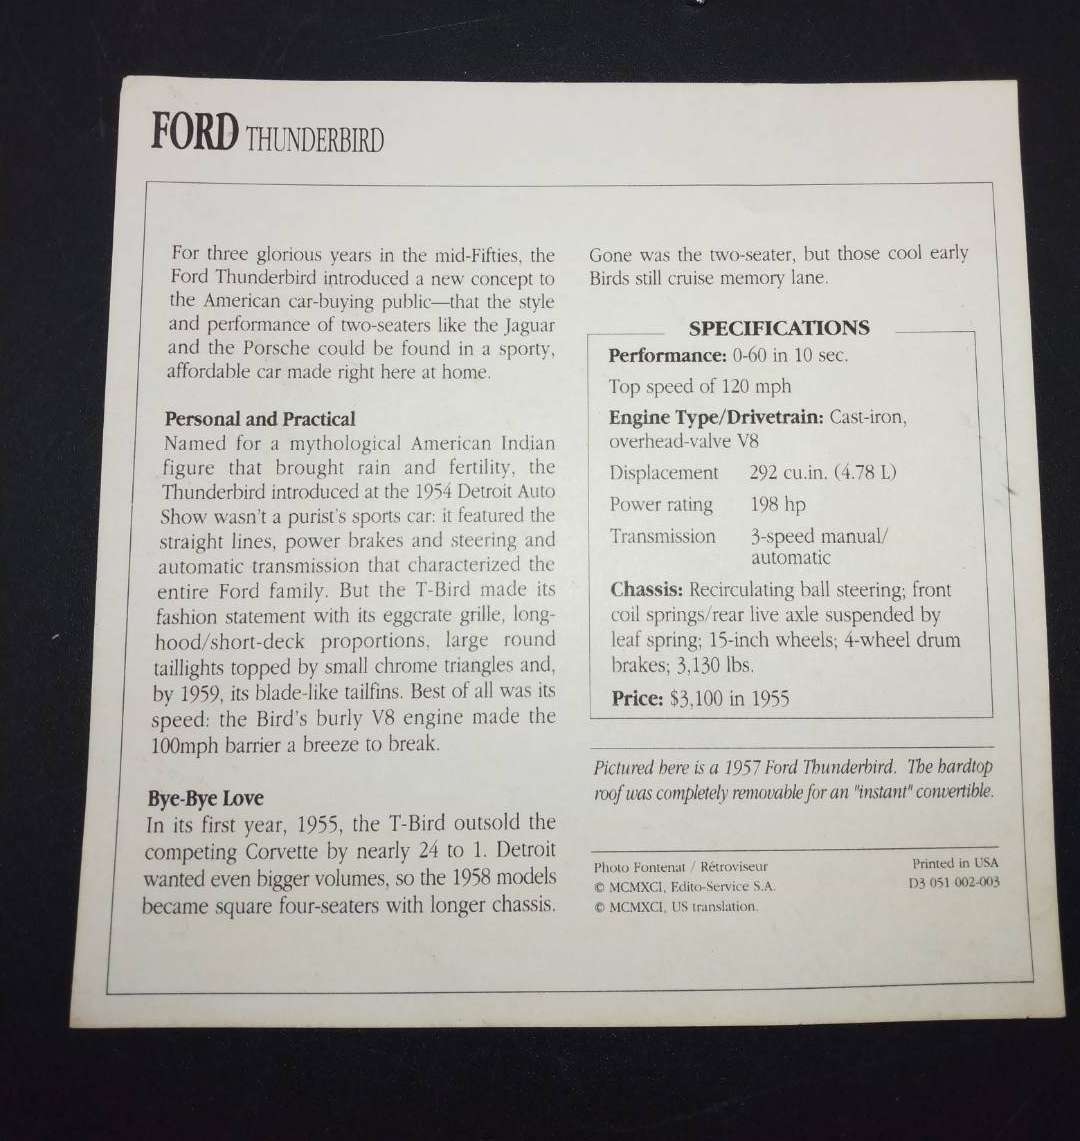 FORD THUNDERBIRD
For three glorious years in the mid-Fifties, the
Ford Thunderbird introduced a new concept to
the American car-buying public—that the style
and performance of two-seaters like the Jaguar
and the Porsche could be found in a sporty,
affordable car made right here at home.
Personal and Practical
Named for a mythological American Indian
figure that brought rain and fertility, the
Thunderbird introduced at the 1954 Detroit Auto
Show wasn't a purist's sports car: it featured the
straight lines, power brakes and steering and
automatic transmission that characterized the
entire Ford family. But the T-Bird made its
fashion statement with its eggcrate grille, long-
hood/short-deck proportions, large round
taillights topped by small chrome triangles and,
by 1959, its blade-like tailfins. Best of all was its
speed: the Bird's burly V8 engine made the
100mph barrier a breeze to break.
Bye-Bye Love
In its first year, 1955, the T-Bird outsold the
competing Corvette by nearly 24 to 1. Detroit
wanted even bigger volumes, so the 1958 models
became square four-seaters with longer chassis.
Gone was the two-seater, but those cool early
Birds still cruise memory lane.
SPECIFICATIONS
Performance: 0-60 in 10 sec.
Top speed of 120 mph
Engine Type/Drivetrain: Cast-iron,
overhead-valve V8
Displacement 292 cu.in. (4.78 L)
Power rating 198 hp
Transmission 3-speed manual/
automatic
Chassis: Recirculating ball steering; front
coil springs/rear live axle suspended by
leaf spring; 15-inch wheels; 4-wheel drum
brakes; 3,130 lbs.
Price: $3,100 in 1955
Pictured here is a 1957 Ford Thunderbird. The hardtop
roof was completely removable for an "instant" convertible.
Photo Fontenat / Rétroviseur
© MCMXCI, Edito-Service S.A.
© MCMXCI, US translation.
Printed in USA
D3 051 002-003